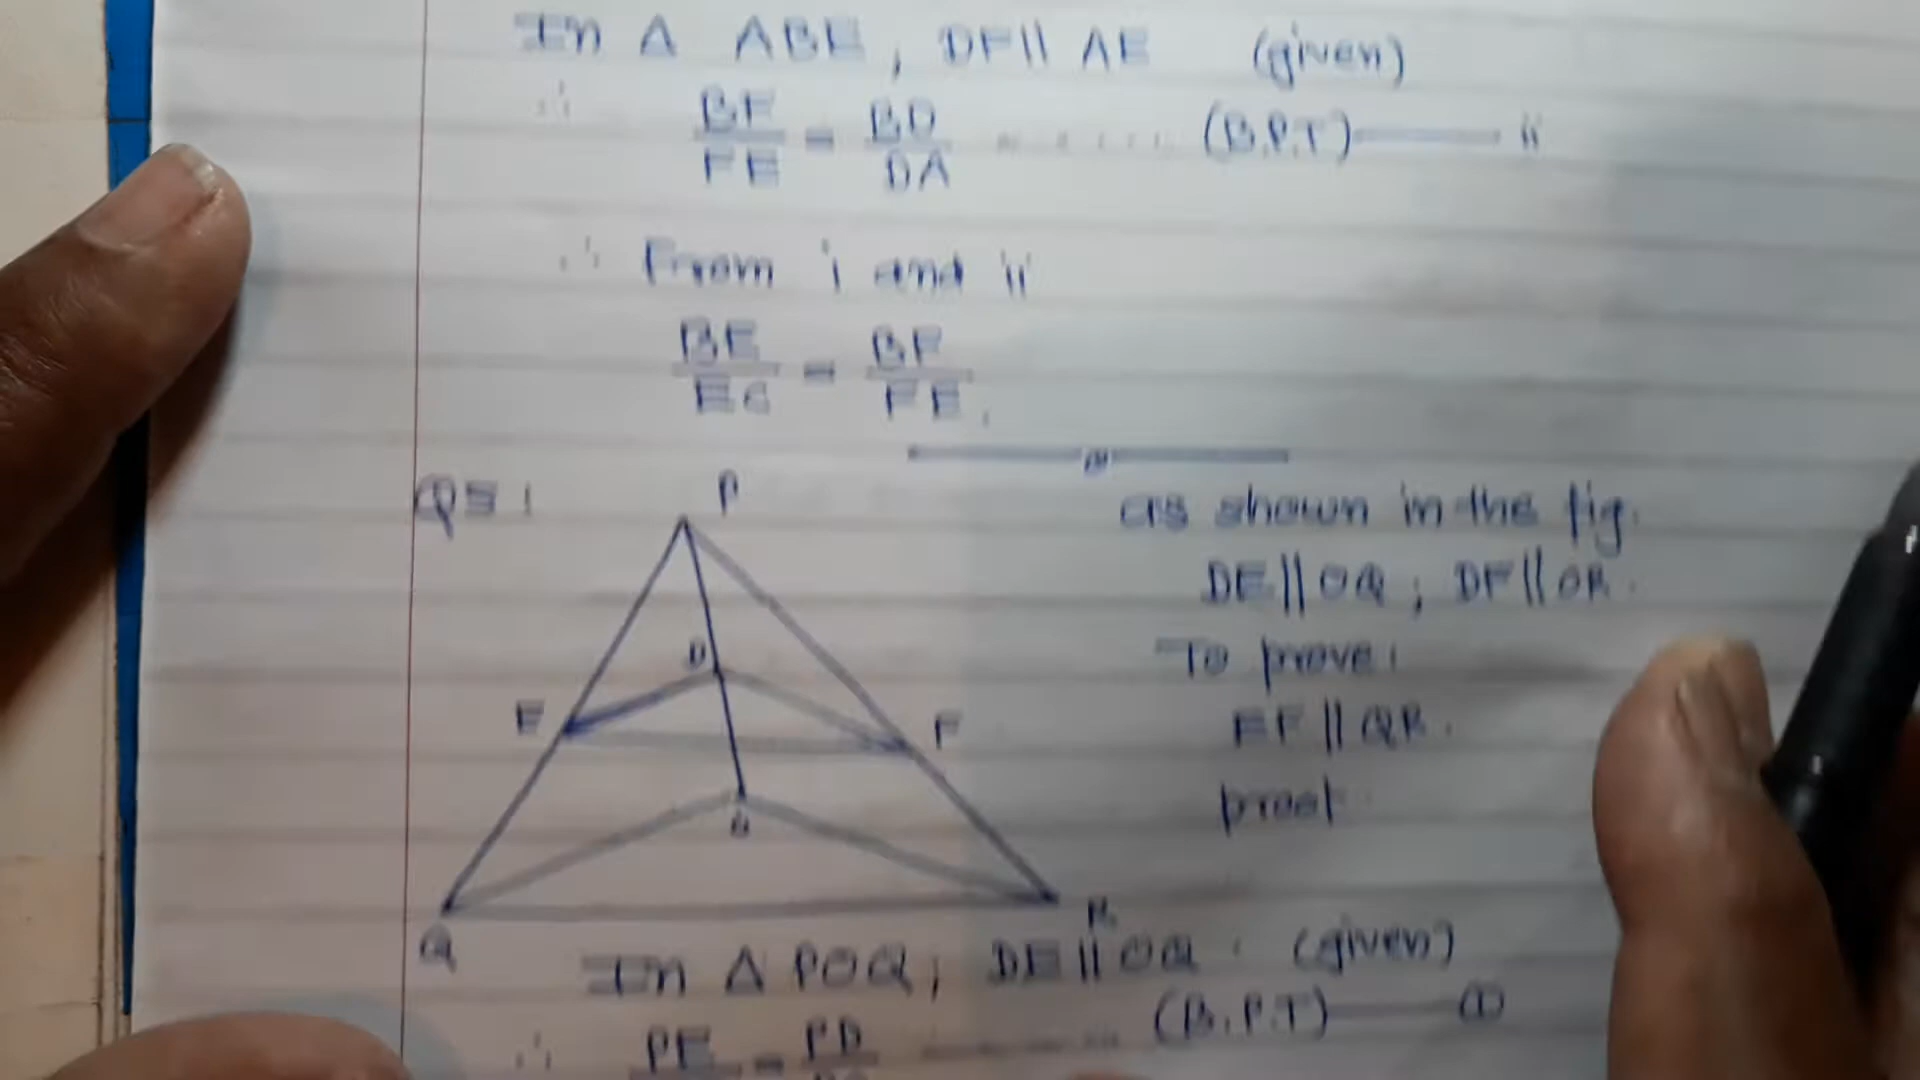 In Δ ABE, DF || AE (given)
∴ BF/FE = BD/DA ........ (B.P.T) —— ii
∴ From i and ii
BE/EC = BF/FE.
Q5:
P
as shown in the fig.
DE || OQ ; DF || OR.
To prove:
D
E
F
EF || QR.
O
proof
Q
R
In Δ POQ; DE || OQ. (given)
∴ PE = PD (B.P.T) —— ①